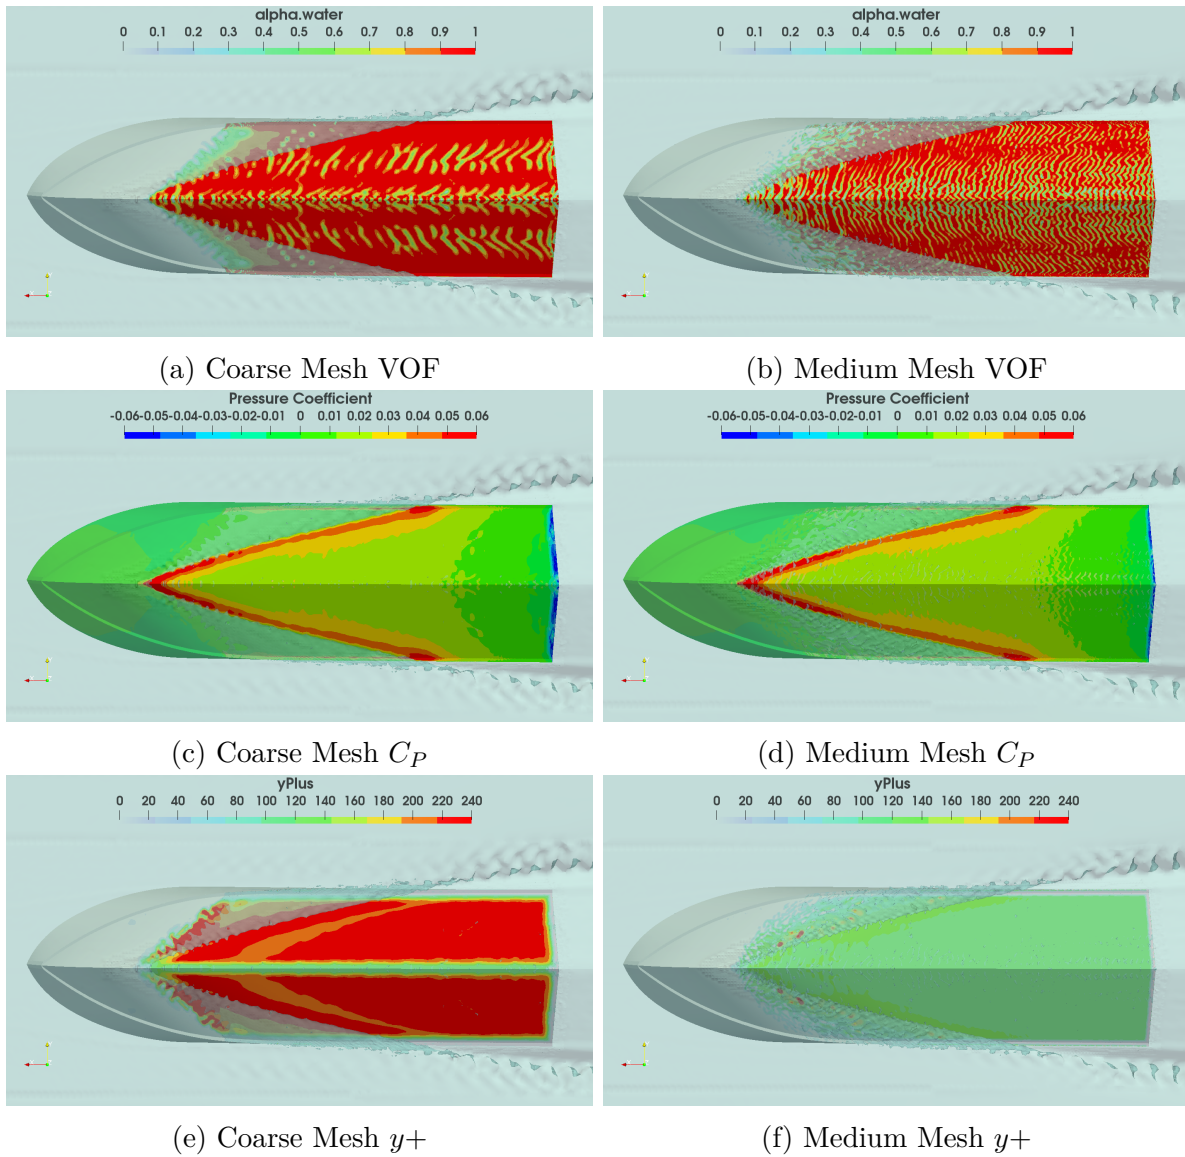 alpha.water
0 0.1 0.2 0.3 0.4 0.5 0.6 0.7 0.8 0.9 1
alpha.water
0 0.1 0.2 0.3 0.4 0.5 0.6 0.7 0.8 0.9 1
(a) Coarse Mesh VOF
(b) Medium Mesh VOF
Pressure Coefficient
-0.06 -0.05 -0.04 -0.03 -0.02 -0.01 0 0.01 0.02 0.03 0.04 0.05 0.06
Pressure Coefficient
-0.06 -0.05 -0.04 -0.03 -0.02 -0.01 0 0.01 0.02 0.03 0.04 0.05 0.06
(c) Coarse Mesh C_P
(d) Medium Mesh C_P
yPlus
0 20 40 60 80 100 120 140 160 180 200 220 240
yPlus
0 20 40 60 80 100 120 140 160 180 200 220 240
(e) Coarse Mesh y+
(f) Medium Mesh y+